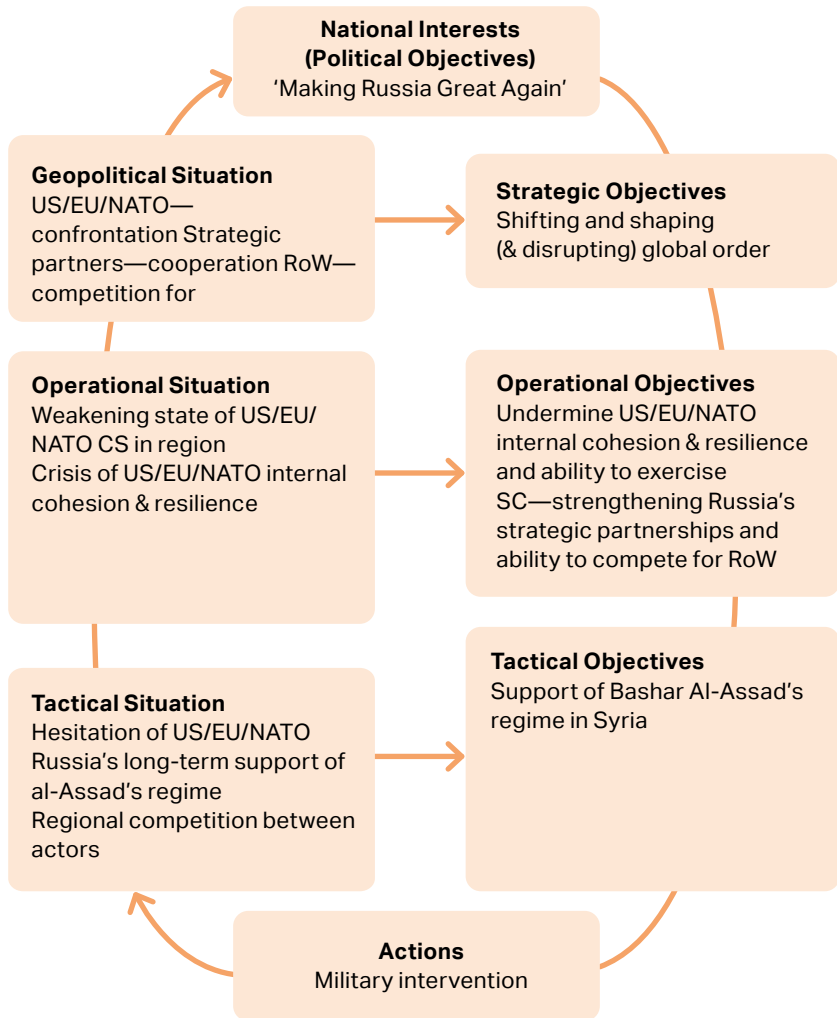 National Interests
(Political Objectives)
‘Making Russia Great Again’
Geopolitical Situation
US/EU/NATO—
confrontation Strategic
partners—cooperation RoW—
competition for
Strategic Objectives
Shifting and shaping
(& disrupting) global order
Operational Situation
Weakening state of US/EU/
NATO CS in region
Crisis of US/EU/NATO internal
cohesion & resilience
Operational Objectives
Undermine US/EU/NATO
internal cohesion & resilience
and ability to exercise
SC—strengthening Russia’s
strategic partnerships and
ability to compete for RoW
Tactical Situation
Hesitation of US/EU/NATO
Russia’s long-term support of
al-Assad’s regime
Regional competition between
actors
Tactical Objectives
Support of Bashar Al-Assad’s
regime in Syria
Actions
Military intervention